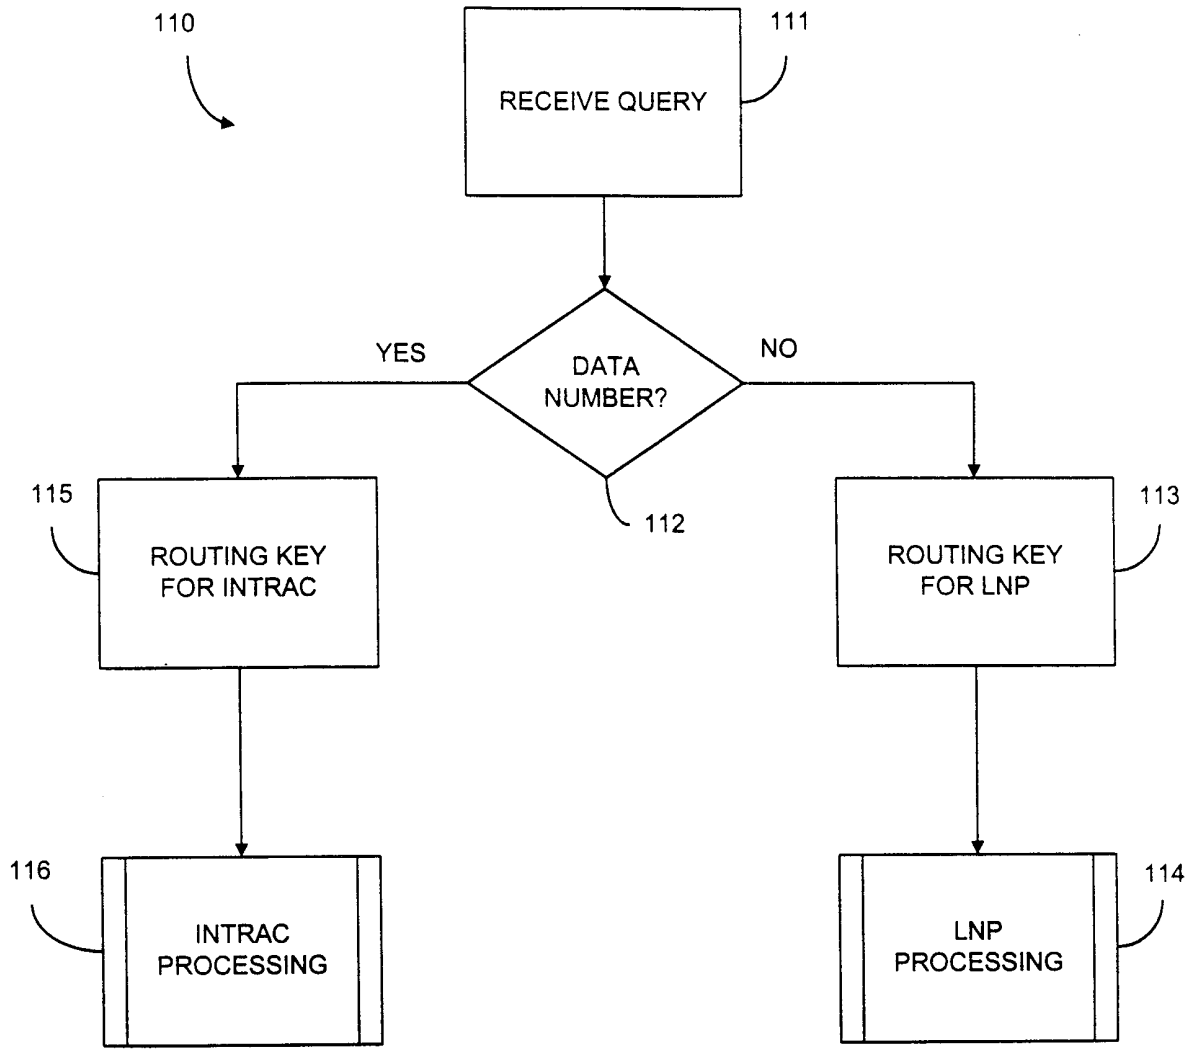 110
111
RECEIVE QUERY
YES
NO
DATA
NUMBER?
112
115
113
ROUTING KEY
FOR INTRAC
ROUTING KEY
FOR LNP
116
114
INTRAC
PROCESSING
LNP
PROCESSING